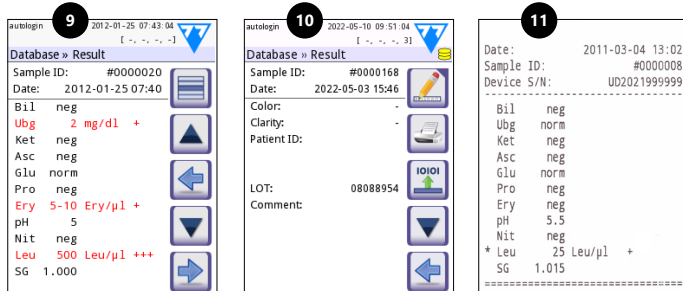 9
autologin 2012-01-25 07:43:04
[ -, -, -, -]
Database » Result
Sample ID: #0000020
Date: 2012-01-25 07:40
Bil neg
Ubg 2 mg/dl +
Ket neg
Asc neg
Glu norm
Pro neg
Ery 5-10 Ery/µl +
pH 5
Nit neg
Leu 500 Leu/µl +++
SG 1.000
10
autologin 2022-05-10 09:51:04
[ -, -, -, 3]
Database » Result
Sample ID: #0000168
Date: 2022-05-03 15:46
Color: -
Clarity: -
Patient ID:
IOIOI
LOT: 08088954
Comment:
11
Date: 2011-03-04 13:02
Sample ID: #0000008
Device S/N: UD2021999999
Bil neg
Ubg norm
Ket neg
Asc neg
Glu norm
Pro neg
Ery neg
pH 5.5
Nit neg
* Leu 25 Leu/µl +
SG 1.015